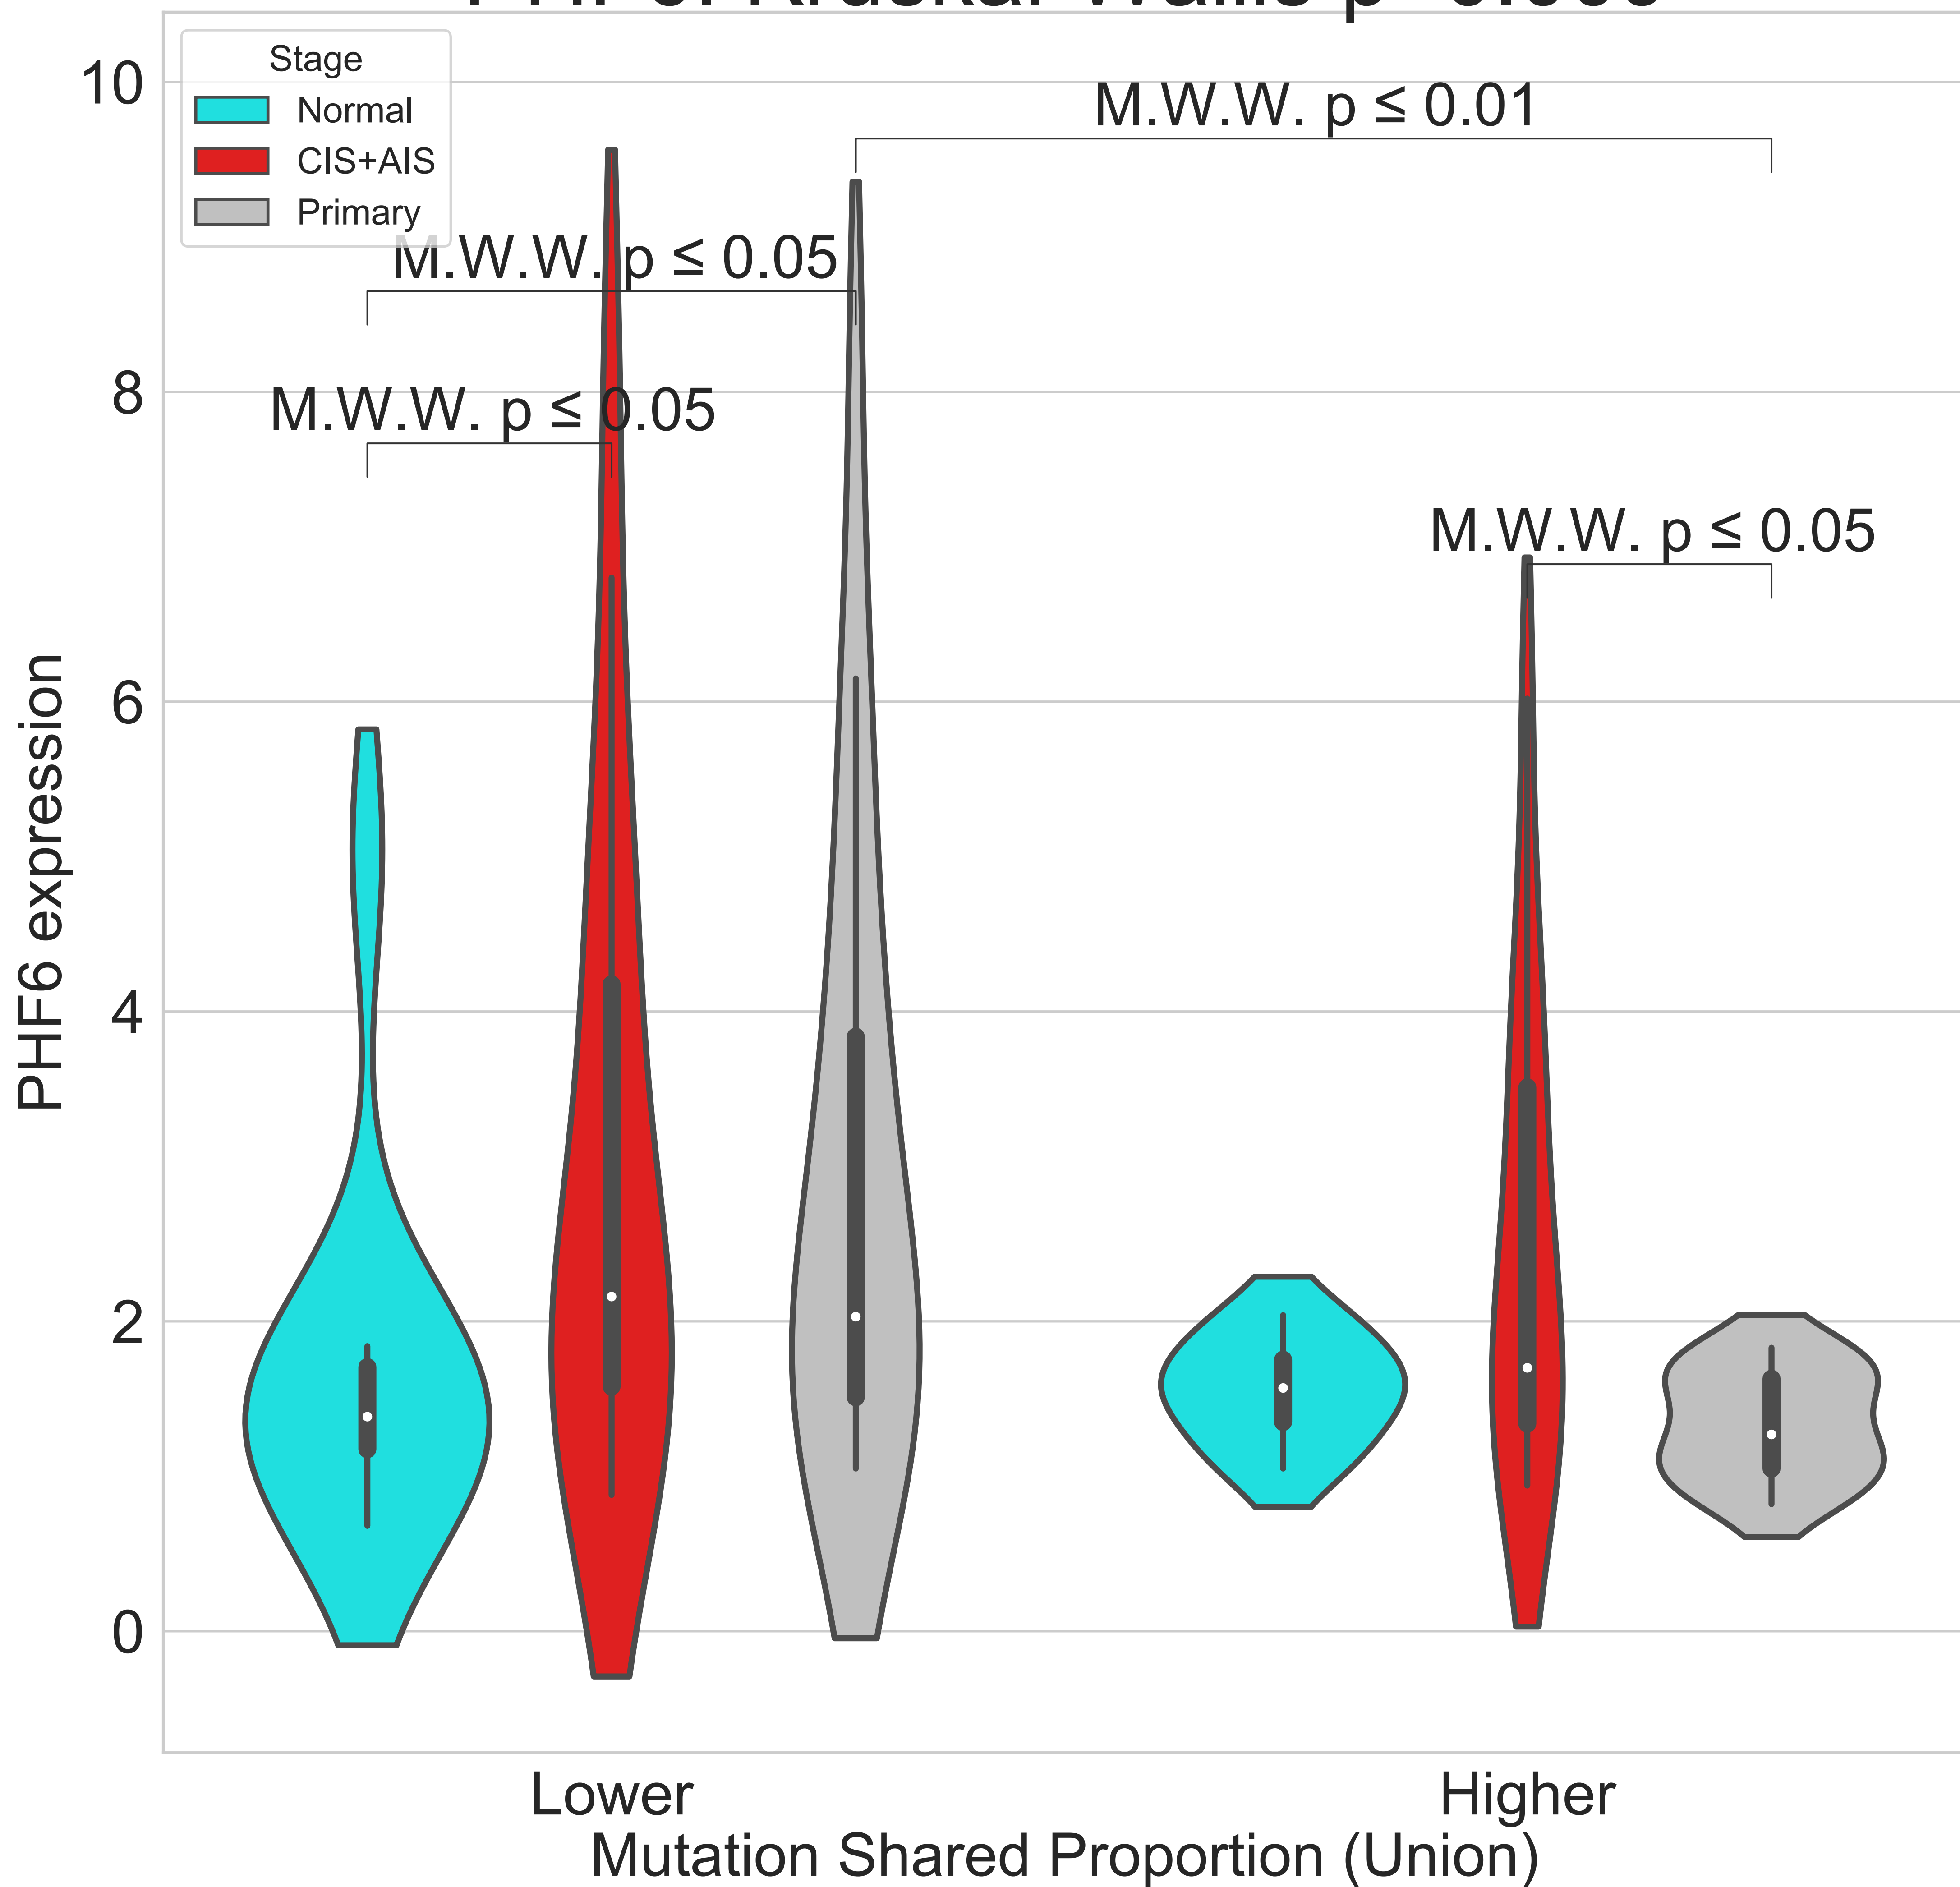 Stage
Normal
CIS+AIS
Primary
M.W.W. p ≤ 0.01
M.W.W. p ≤ 0.05
M.W.W. p ≤ 0.05
M.W.W. p ≤ 0.05
10
8
6
4
2
0
PHF6 expression
Lower
Higher
Mutation Shared Proportion (Union)